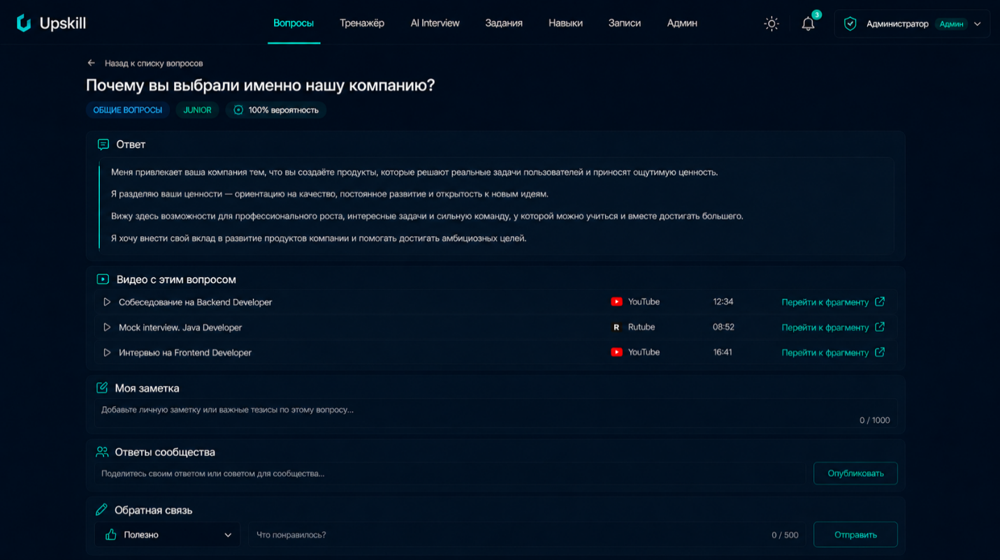 Upskill
Вопросы Тренажёр AI Interview Задания Навыки Записи Админ 3 Администратор Админ
Назад к списку вопросов
Почему вы выбрали именно нашу компанию?
ОБЩИЕ ВОПРОСЫ JUNIOR 100% вероятность
Ответ
Меня привлекает ваша компания тем, что вы создаёте продукты, которые решают реальные задачи пользователей и приносят ощутимую ценность.
Я разделяю ваши ценности — ориентацию на качество, постоянное развитие и открытость к новым идеям.
Вижу здесь возможности для профессионального роста, интересные задачи и сильную команду, у которой можно учиться и вместе достигать большего.
Я хочу внести свой вклад в развитие продуктов компании и помогать достигать амбициозных целей.
Видео с этим вопросом
Собеседование на Backend Developer YouTube 12:34 Перейти к фрагменту
Mock interview. Java Developer R Rutube 08:52 Перейти к фрагменту
Интервью на Frontend Developer YouTube 16:41 Перейти к фрагменту
Моя заметка
Добавьте личную заметку или важные тезисы по этому вопросу...
0 / 1000
Ответы сообщества
Поделитесь своим ответом или советом для сообщества... Опубликовать
Обратная связь
Полезно Что понравилось? 0 / 500 Отправить